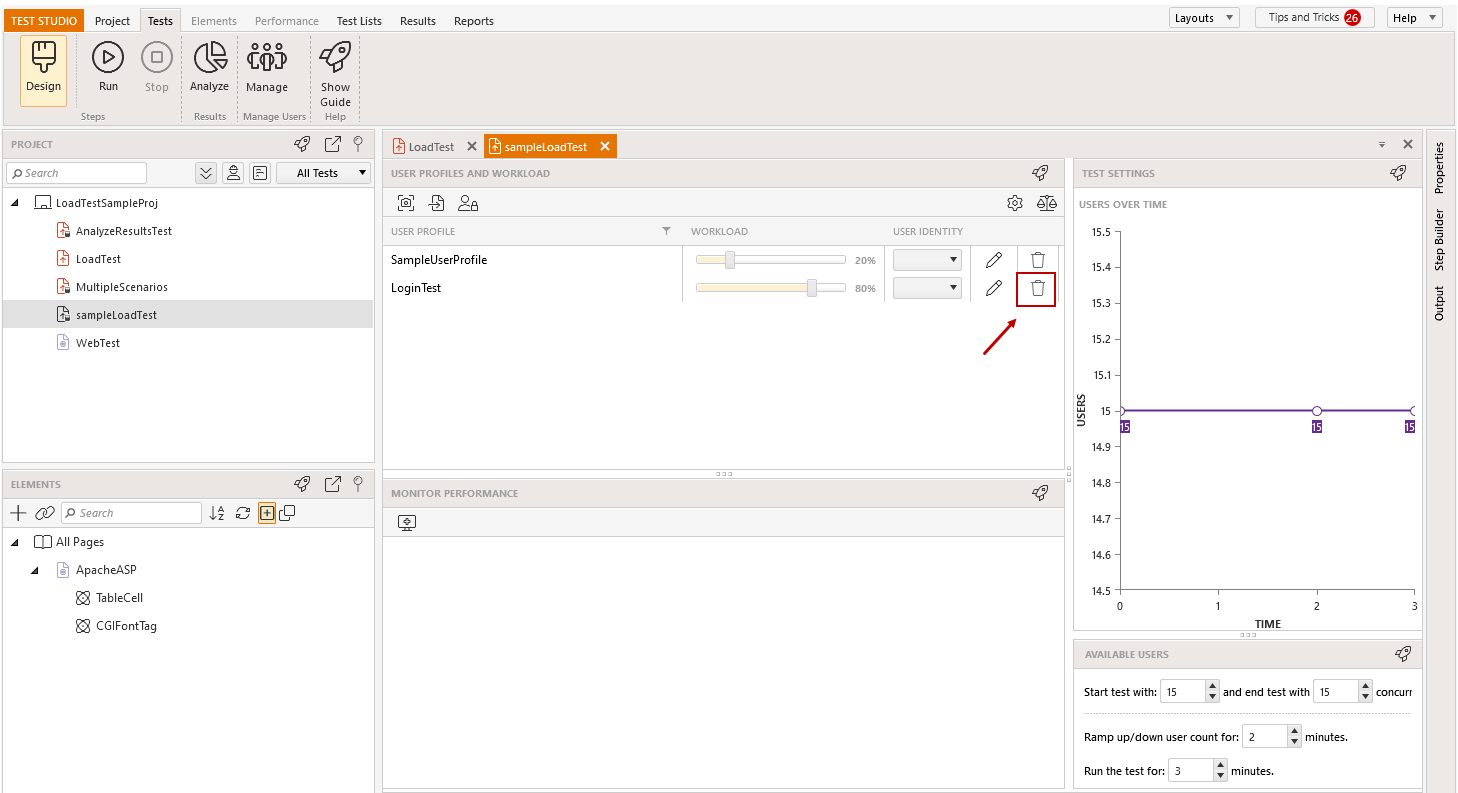 TEST STUDIO Project Tests Elements Performance Test Lists Results Reports Layouts Tips and Tricks 26 Help
Design Run Stop Analyze Manage Show Guide
Steps Results Manage Users Help
PROJECT
Search All Tests
LoadTestSampleProj
AnalyzeResultsTest
LoadTest
MultipleScenarios
sampleLoadTest
WebTest
ELEMENTS
Search
All Pages
ApacheASP
TableCell
CGIFontTag
LoadTest sampleLoadTest
USER PROFILES AND WORKLOAD
USER PROFILE WORKLOAD USER IDENTITY
SampleUserProfile 20%
LoginTest 80%
MONITOR PERFORMANCE
TEST SETTINGS
USERS OVER TIME
15.5
15.4
15.3
15.2
15.1
15
14.9
14.8
14.7
14.6
14.5
USERS
15 15 15
0 1 2 3
TIME
AVAILABLE USERS
Start test with: 15 and end test with 15 concurr
Ramp up/down user count for: 2 minutes.
Run the test for: 3 minutes.
Properties
Step Builder
Output